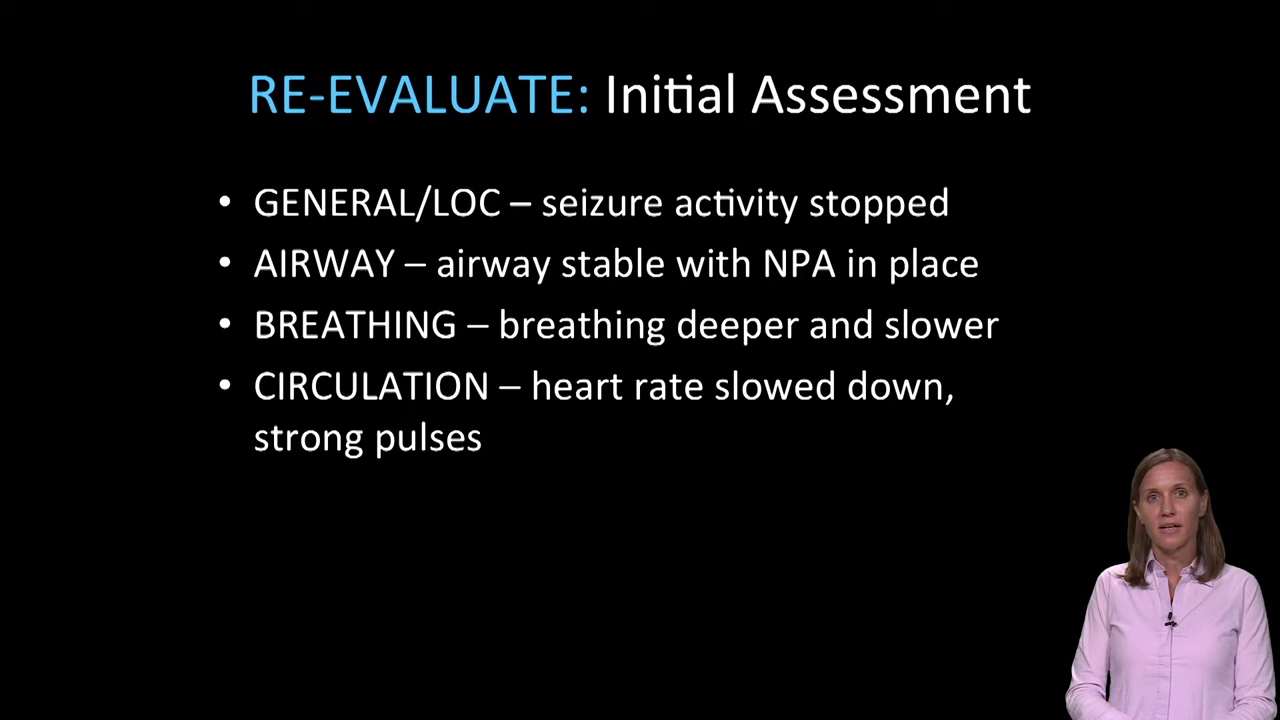 RE-EVALUATE: Initial Assessment
• GENERAL/LOC – seizure activity stopped
• AIRWAY – airway stable with NPA in place
• BREATHING – breathing deeper and slower
• CIRCULATION – heart rate slowed down,
strong pulses